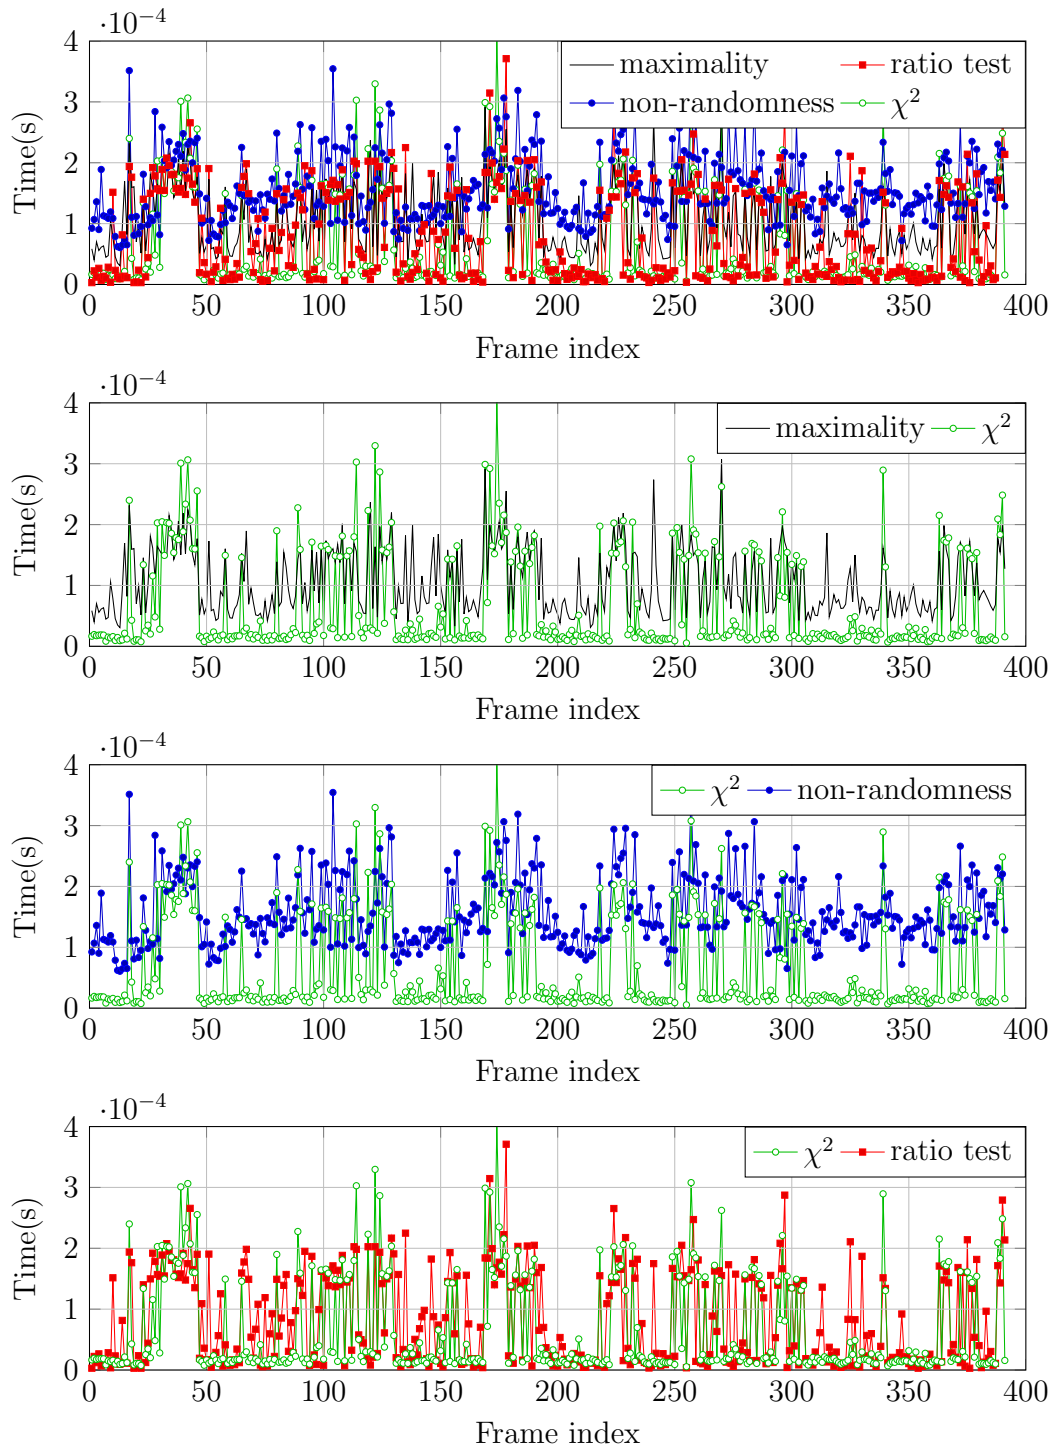 ·10⁻⁴
4
maximality ratio test
non-randomness χ²
3
2
1
0
Time(s)
0 50 100 150 200 250 300 350 400
Frame index
·10⁻⁴
4
maximality χ²
3
2
1
0
Time(s)
0 50 100 150 200 250 300 350 400
Frame index
·10⁻⁴
4
χ² non-randomness
3
2
1
0
Time(s)
0 50 100 150 200 250 300 350 400
Frame index
·10⁻⁴
4
χ² ratio test
3
2
1
0
Time(s)
0 50 100 150 200 250 300 350 400
Frame index